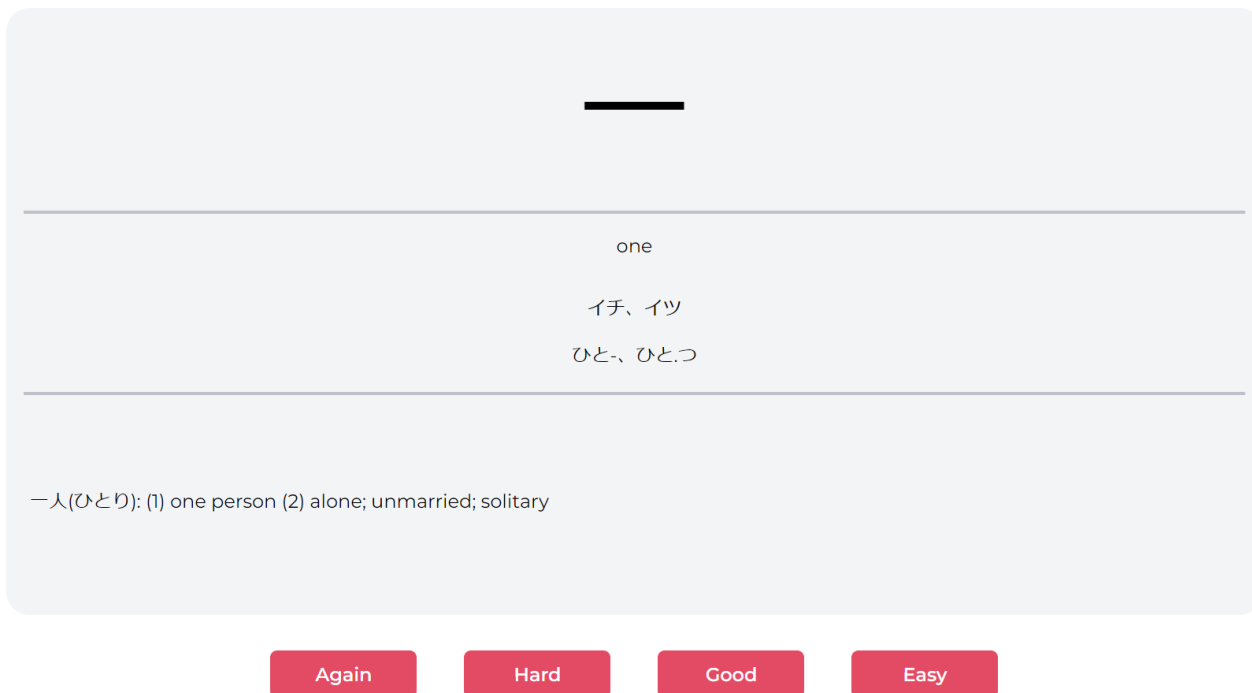 一
one
イチ、イツ
ひと-、ひと.つ
一人(ひとり): (1) one person (2) alone; unmarried; solitary
Again Hard Good Easy